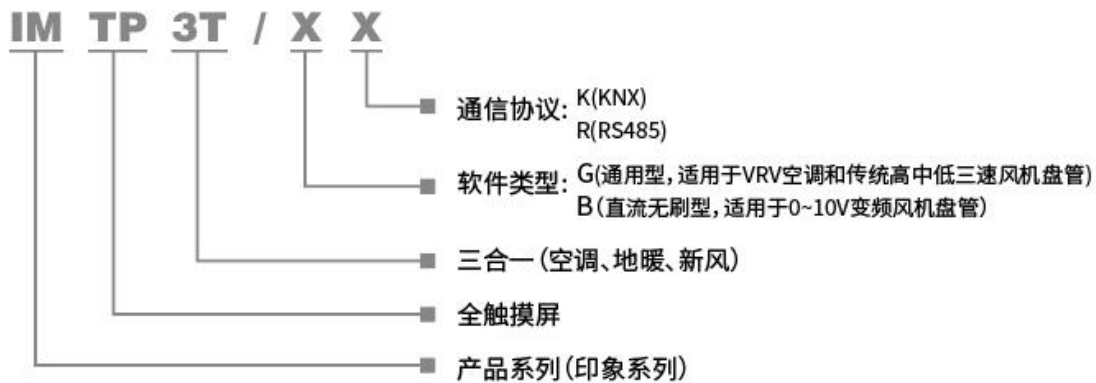 IM TP 3T / X X
通信协议: K(KNX)
R(RS485)
软件类型: G(通用型，适用于VRV空调和传统高中低三速风机盘管)
B（直流无刷型，适用于0~10V变频风机盘管）
三合一（空调、地暖、新风）
全触摸屏
产品系列（印象系列）